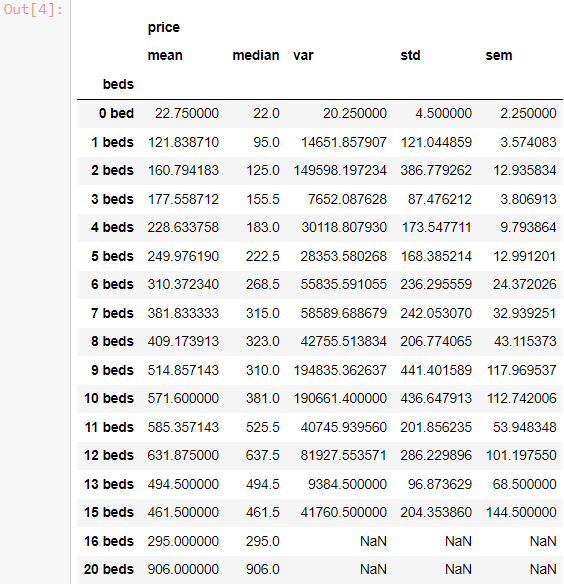 Out[4]:
price
mean median var std sem
beds
0 bed 22.750000 22.0 20.250000 4.500000 2.250000
1 beds 121.838710 95.0 14651.857907 121.044859 3.574083
2 beds 160.794183 125.0 149598.197234 386.779262 12.935834
3 beds 177.558712 155.5 7652.087628 87.476212 3.806913
4 beds 228.633758 183.0 30118.807930 173.547711 9.793864
5 beds 249.976190 222.5 28353.580268 168.385214 12.991201
6 beds 310.372340 268.5 55835.591055 236.295559 24.372026
7 beds 381.833333 315.0 58589.688679 242.053070 32.939251
8 beds 409.173913 323.0 42755.513834 206.774065 43.115373
9 beds 514.857143 310.0 194835.362637 441.401589 117.969537
10 beds 571.600000 381.0 190661.400000 436.647913 112.742006
11 beds 585.357143 525.5 40745.939560 201.856235 53.948348
12 beds 631.875000 637.5 81927.553571 286.229896 101.197550
13 beds 494.500000 494.5 9384.500000 96.873629 68.500000
15 beds 461.500000 461.5 41760.500000 204.353860 144.500000
16 beds 295.000000 295.0 NaN NaN NaN
20 beds 906.000000 906.0 NaN NaN NaN